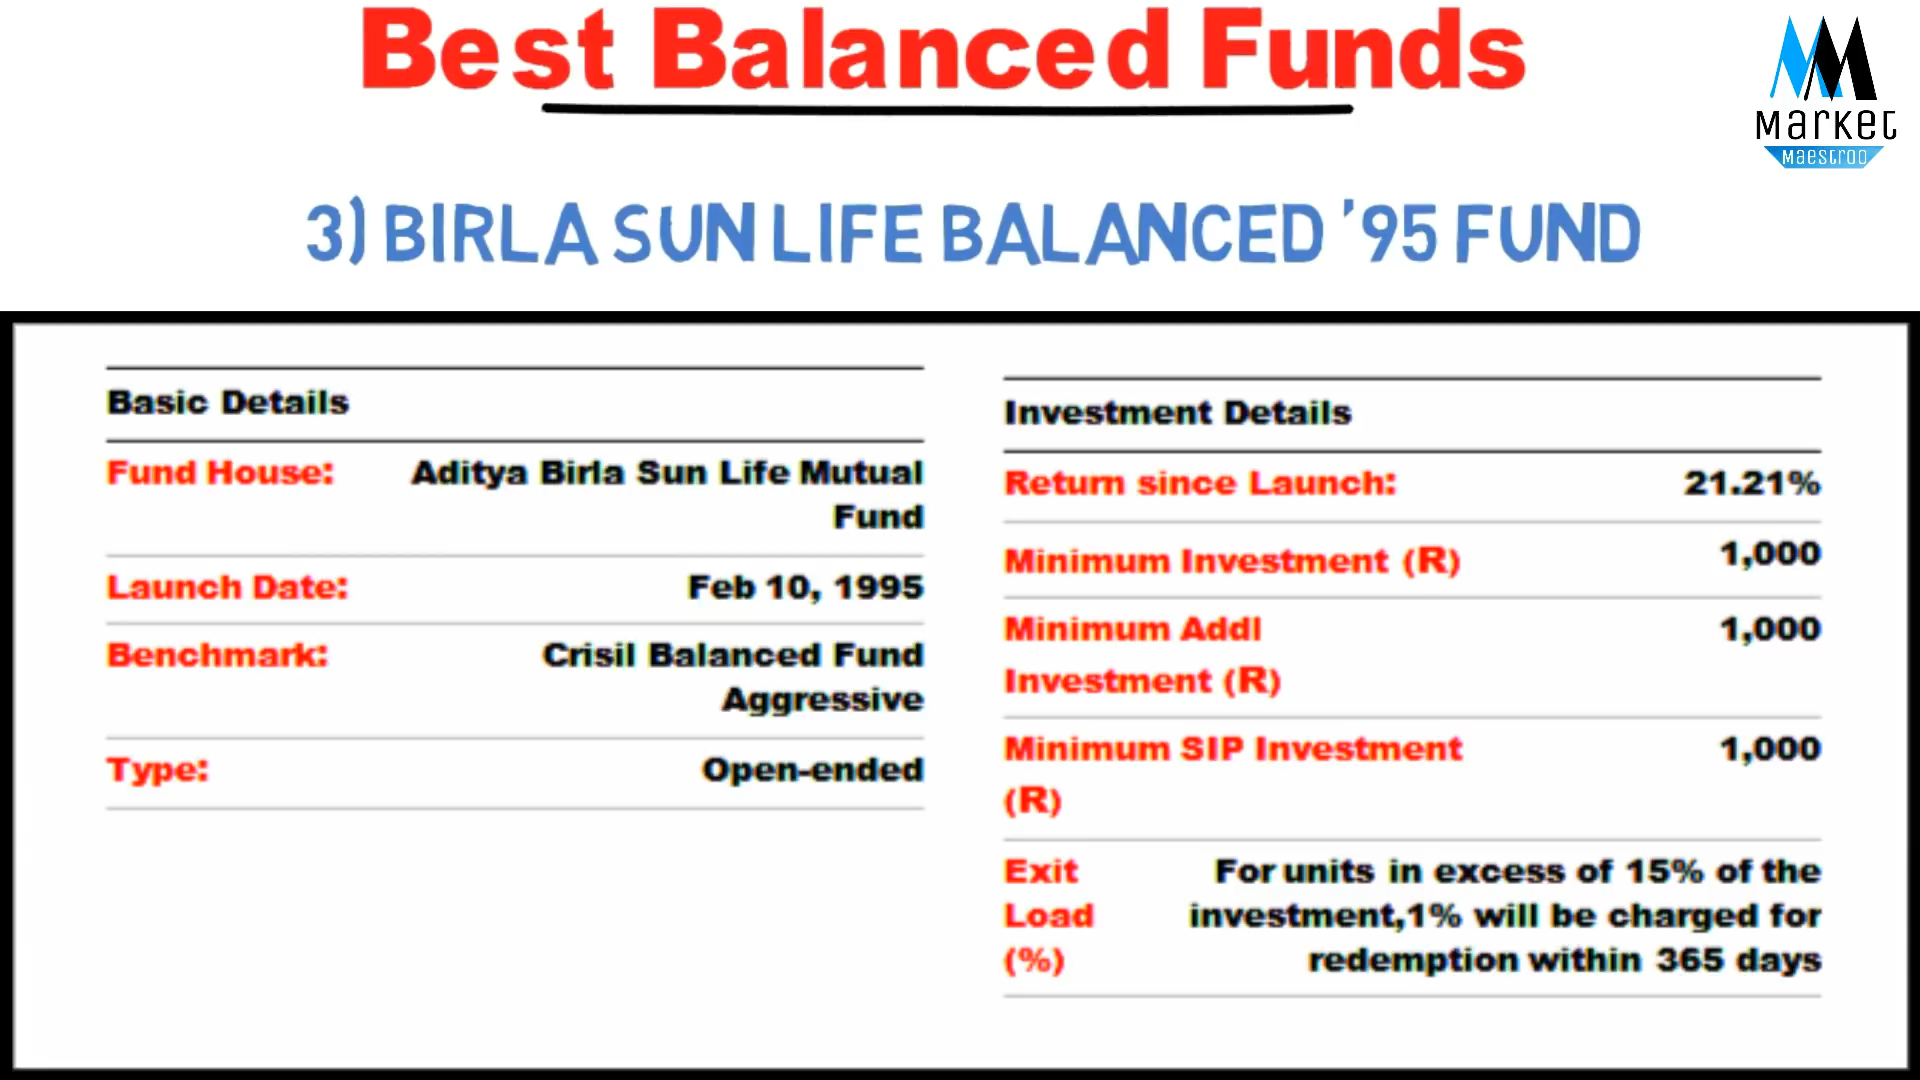 Best Balanced Funds
Market
Maestroo
3) BIRLA SUN LIFE BALANCED '95 FUND
Basic Details
Fund House: Aditya Birla Sun Life Mutual
Fund
Launch Date: Feb 10, 1995
Benchmark: Crisil Balanced Fund
Aggressive
Type: Open-ended
Investment Details
Return since Launch: 21.21%
Minimum Investment (R) 1,000
Minimum Addl 1,000
Investment (R)
Minimum SIP Investment 1,000
(R)
Exit For units in excess of 15% of the
Load investment,1% will be charged for
(%) redemption within 365 days